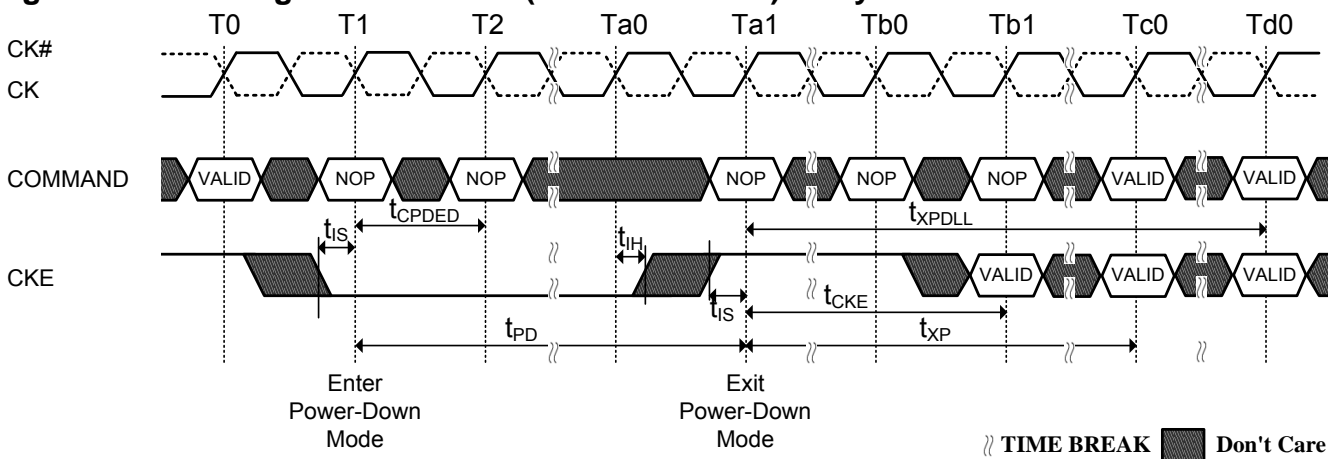 T0 T1 T2 Ta0 Ta1 Tb0 Tb1 Tc0 Td0
CK#
CK
COMMAND
VALID NOP NOP NOP NOP NOP VALID VALID
tCPDED tXPDLL
tIS tIH
CKE
VALID VALID VALID
tIS tCKE
tPD tXP
Enter
Power-Down
Mode
Exit
Power-Down
Mode
TIME BREAK Don't Care